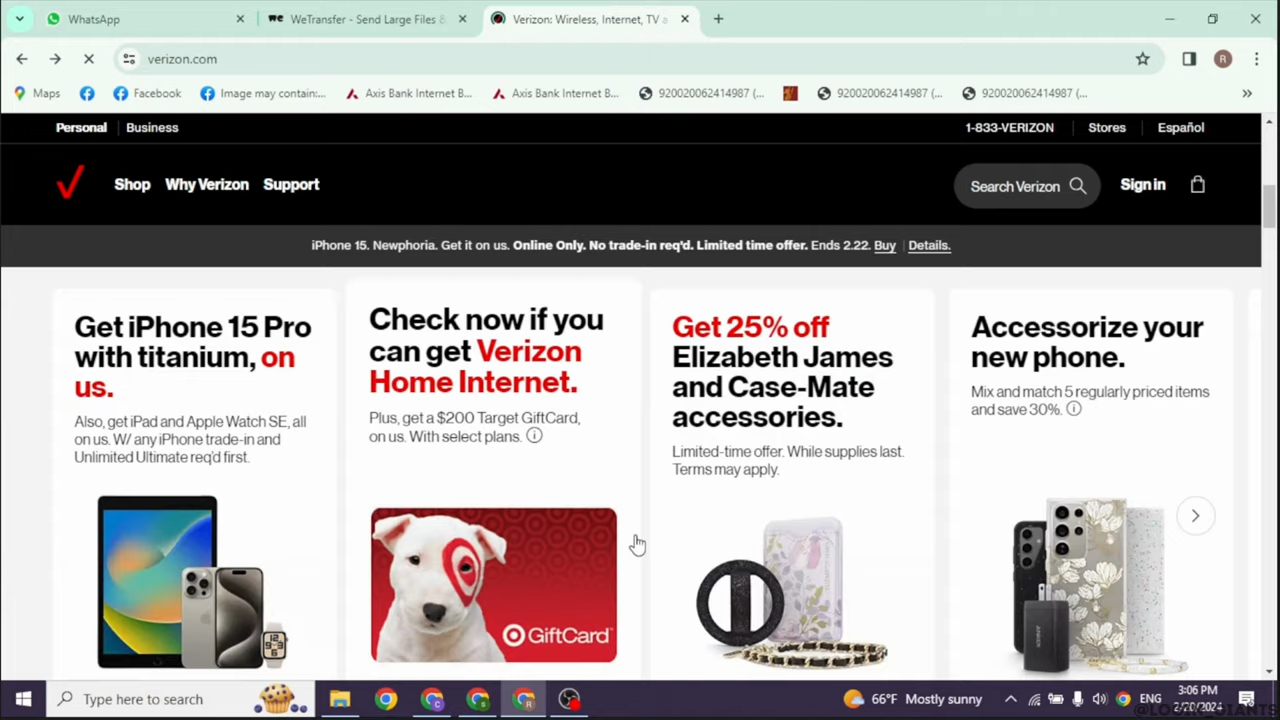 WhatsApp
WeTransfer - Send Large Files &
Verizon: Wireless, Internet, TV a
verizon.com
Maps
Facebook
Image may contain:...
Axis Bank Internet B...
Axis Bank Internet B...
920020062414987 (...
920020062414987 (...
920020062414987 (...
Personal Business
1-833-VERIZON Stores Español
Shop Why Verizon Support
Search Verizon
Sign in
iPhone 15. Newphoria. Get it on us. Online Only. No trade-in req'd. Limited time offer. Ends 2.22. Buy Details.
Get iPhone 15 Pro
with titanium, on
us.
Also, get iPad and Apple Watch SE, all
on us. W/ any iPhone trade-in and
Unlimited Ultimate req'd first.
Check now if you
can get Verizon
Home Internet.
Plus, get a $200 Target GiftCard,
on us. With select plans.
GiftCard
Get 25% off
Elizabeth James
and Case-Mate
accessories.
Limited-time offer. While supplies last.
Terms may apply.
Accessorize your
new phone.
Mix and match 5 regularly priced items
and save 30%.
Type here to search
66°F Mostly sunny
ENG
3:06 PM
2/20/2024